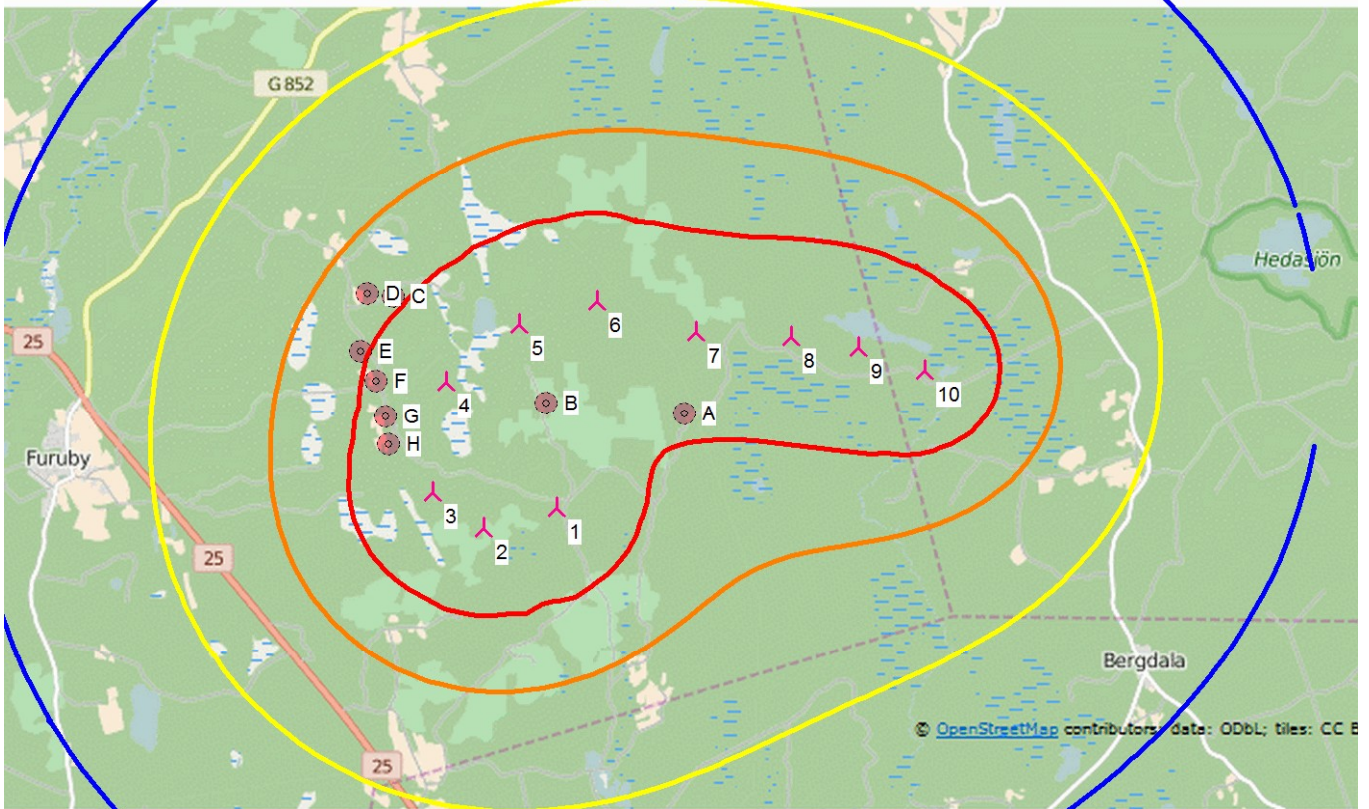 G 852
Hedasjön
D
C
6
5
7
25
8
E
9
F
4
10
B
A
G
H
Furuby
3
1
2
25
Bergdala
© OpenStreetMap contributors, data: ODbL; tiles: CC B
25